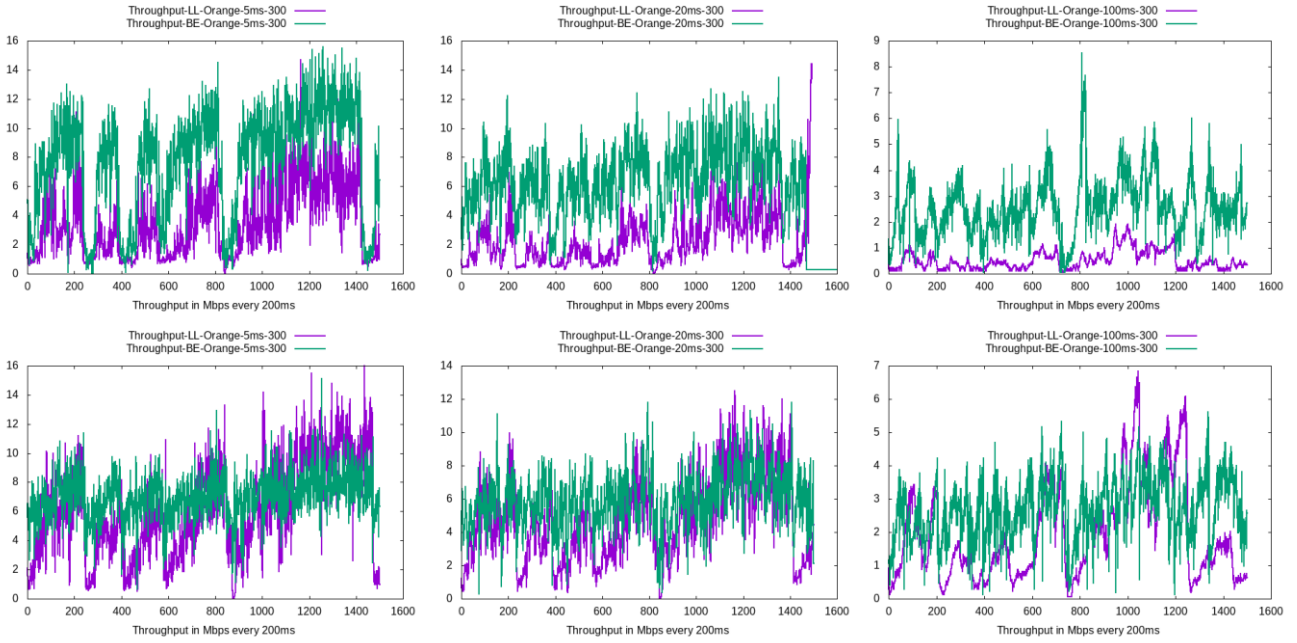 Throughput-LL-Orange-5ms-300
Throughput-BE-Orange-5ms-300
16
14
12
10
8
6
4
2
0
0 200 400 600 800 1000 1200 1400 1600
Throughput in Mbps every 200ms
Throughput-LL-Orange-20ms-300
Throughput-BE-Orange-20ms-300
16
14
12
10
8
6
4
2
0
0 200 400 600 800 1000 1200 1400 1600
Throughput in Mbps every 200ms
Throughput-LL-Orange-100ms-300
Throughput-BE-Orange-100ms-300
9
8
7
6
5
4
3
2
1
0
0 200 400 600 800 1000 1200 1400 1600
Throughput in Mbps every 200ms
Throughput-LL-Orange-5ms-300
Throughput-BE-Orange-5ms-300
16
14
12
10
8
6
4
2
0
0 200 400 600 800 1000 1200 1400 1600
Throughput in Mbps every 200ms
Throughput-LL-Orange-20ms-300
Throughput-BE-Orange-20ms-300
14
12
10
8
6
4
2
0
0 200 400 600 800 1000 1200 1400 1600
Throughput in Mbps every 200ms
Throughput-LL-Orange-100ms-300
Throughput-BE-Orange-100ms-300
7
6
5
4
3
2
1
0
0 200 400 600 800 1000 1200 1400 1600
Throughput in Mbps every 200ms